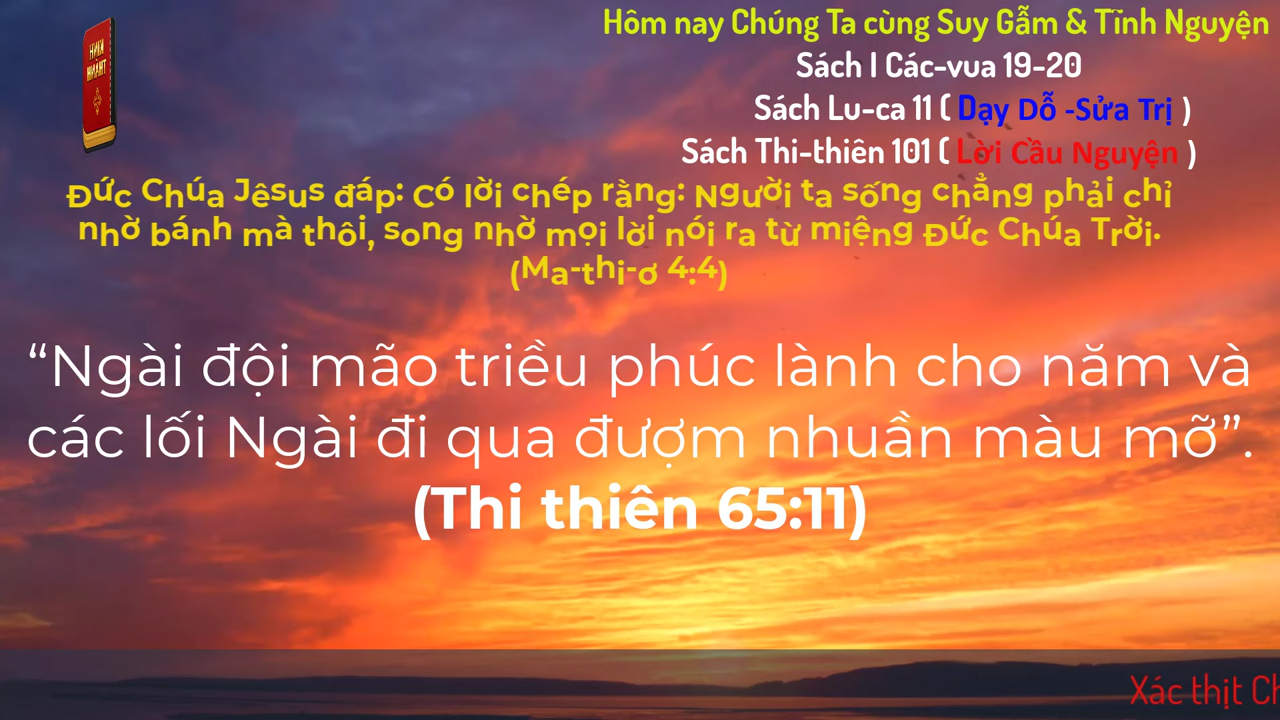 Hôm nay Chúng Ta cùng Suy Gẫm & Tĩnh Nguyện
Sách I Các-vua 19-20
Sách Lu-ca 11 ( Dạy Dỗ -Sửa Trị )
Sách Thi-thiên 101 ( Lời Cầu Nguyện )
KINH
THÁNH
Đức Chúa Jêsus đáp: Có lời chép rằng: Người ta sống chẳng phải chỉ
nhờ bánh mà thôi, song nhờ mọi lời nói ra từ miệng Đức Chúa Trời.
(Ma-thi-ơ 4:4)
“Ngài đội mão triều phúc lành cho năm và
các lối Ngài đi qua đượm nhuần màu mỡ”.
(Thi thiên 65:11)
Xác thịt Ch